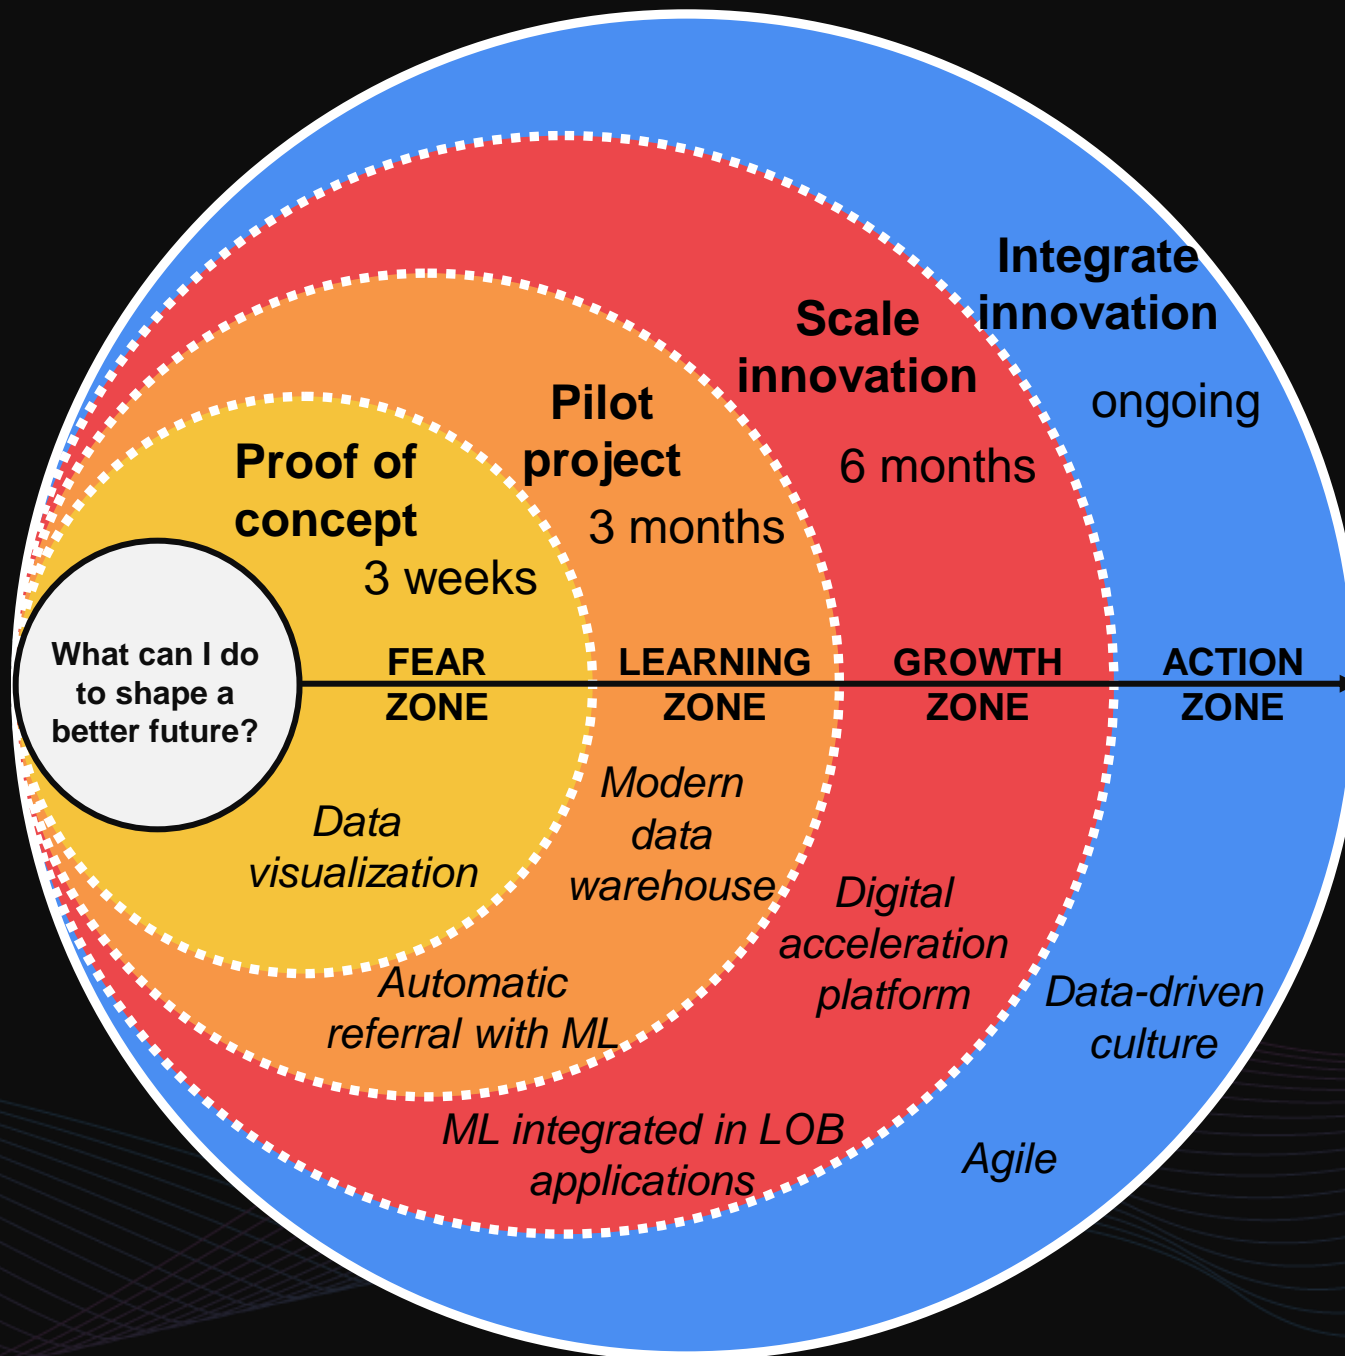 Integrate
innovation
ongoing
Scale
innovation
6 months
Pilot
project
3 months
Proof of
concept
3 weeks
What can I do
to shape a
better future?
FEAR
ZONE
LEARNING
ZONE
GROWTH
ZONE
ACTION
ZONE
Data
visualization
Modern
data
warehouse
Automatic
referral with ML
Digital
acceleration
platform
ML integrated in LOB
applications
Data-driven
culture
Agile